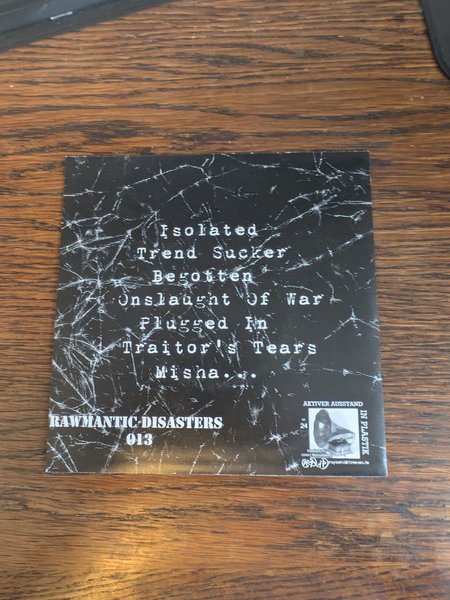 Isolated
Trend Sucker
Begotten
Onslaught Of War
Plugged In
Traitor's Tears
Misha...
RAWMANTIC DISASTERS
013
AKTIVER AUSSTAND
IN PLASTIK